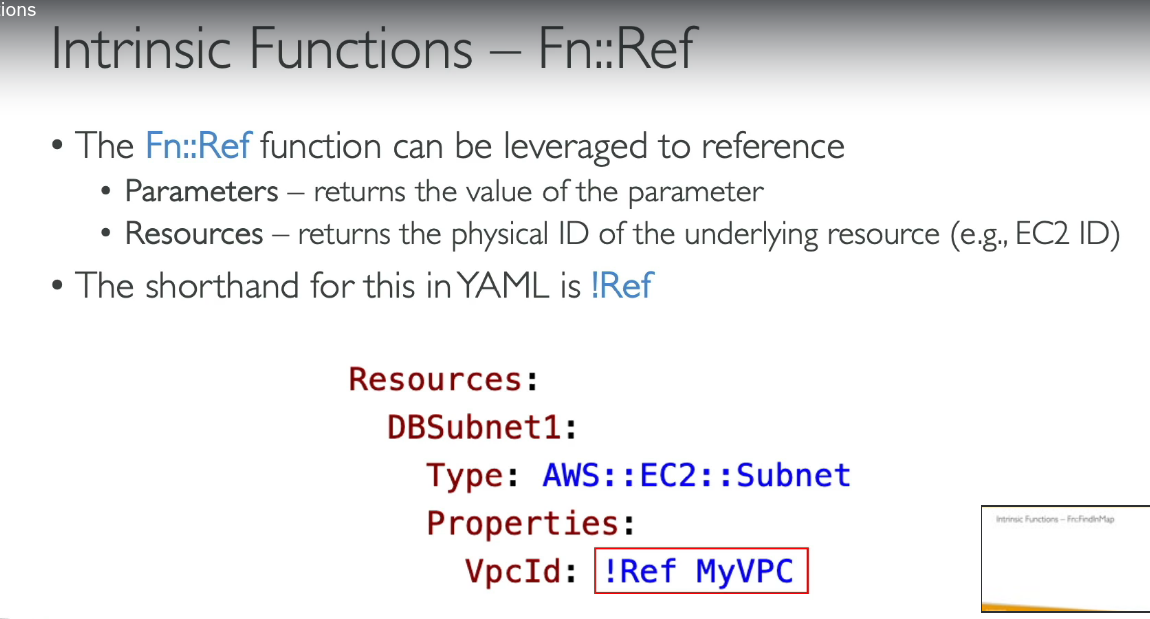 ions
Intrinsic Functions – Fn::Ref
• The Fn::Ref function can be leveraged to reference
• Parameters – returns the value of the parameter
• Resources – returns the physical ID of the underlying resource (e.g., EC2 ID)
• The shorthand for this in YAML is !Ref
Resources:
DBSubnet1:
Type: AWS::EC2::Subnet
Properties:
VpcId: !Ref MyVPC
Intrinsic Functions – Fn::FindInMap